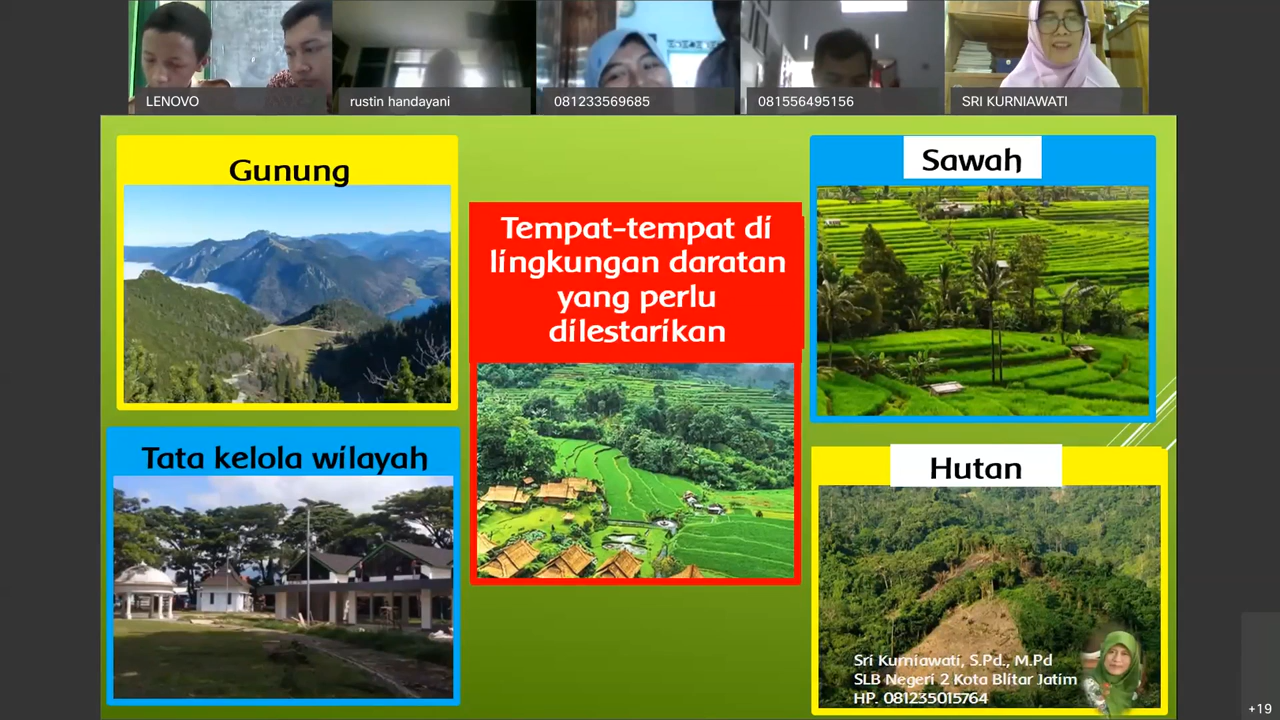 LENOVO
rustin handayani
081233569685
081556495156
SRI KURNIAWATI
Gunung
Tempat-tempat di
lingkungan daratan
yang perlu
dilestarikan
Sawah
Tata kelola wilayah
Hutan
Sri Kurniawati, S.Pd., M.Pd
SLB Negeri 2 Kota Blitar Jatim
HP. 081235015764
+19